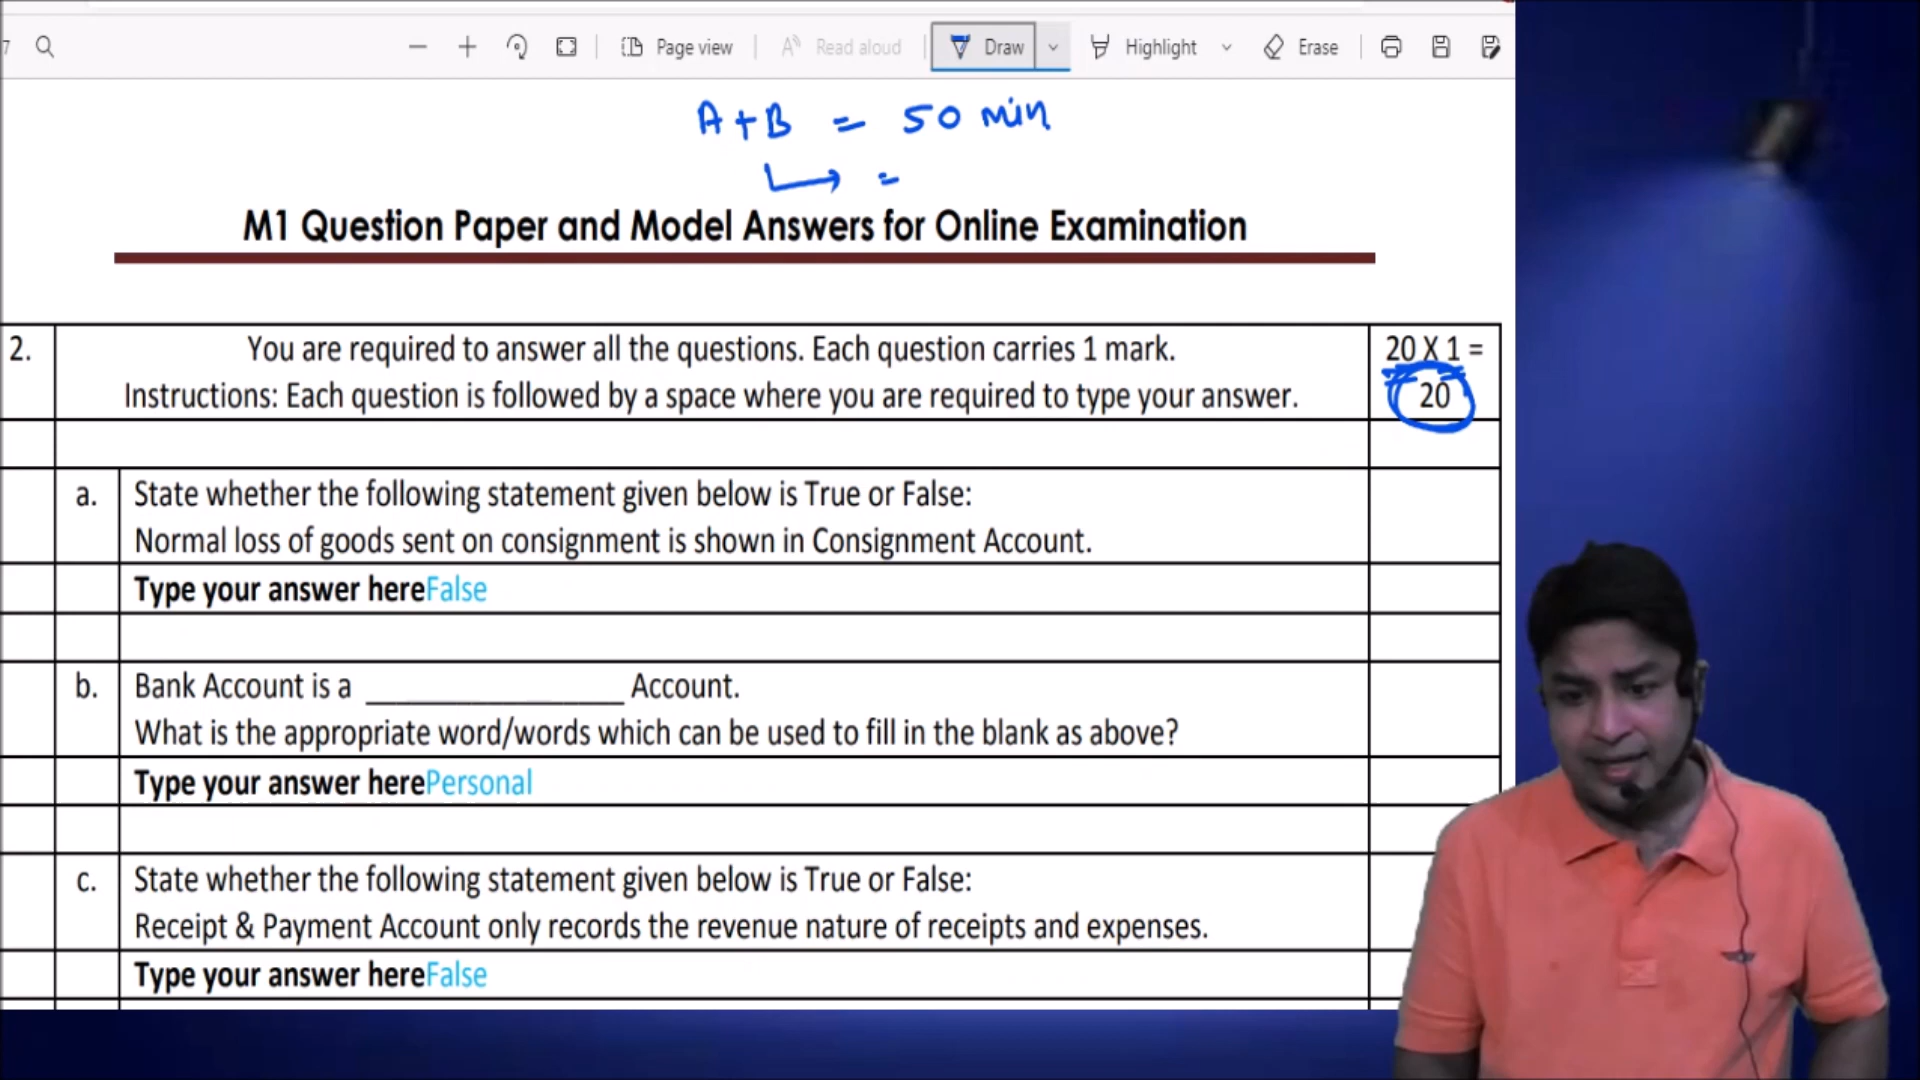 7 Page view Read aloud Draw Highlight Erase
A+B = 50 min
=
M1 Question Paper and Model Answers for Online Examination
2. You are required to answer all the questions. Each question carries 1 mark. 20 X 1 =
Instructions: Each question is followed by a space where you are required to type your answer. 20
a. State whether the following statement given below is True or False:
Normal loss of goods sent on consignment is shown in Consignment Account.
Type your answer hereFalse
b. Bank Account is a ________________ Account.
What is the appropriate word/words which can be used to fill in the blank as above?
Type your answer herePersonal
c. State whether the following statement given below is True or False:
Receipt & Payment Account only records the revenue nature of receipts and expenses.
Type your answer hereFalse